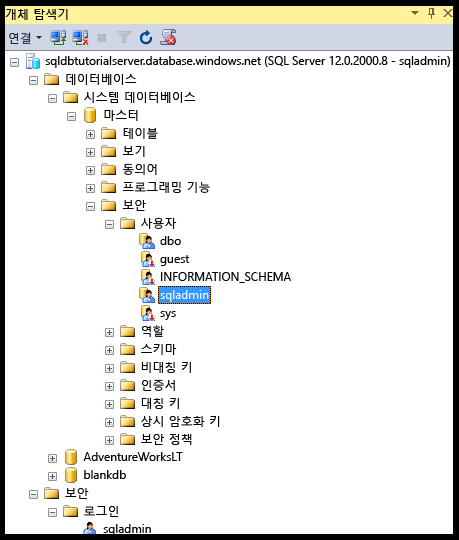 개체 탐색기
연결
sqldbtutorialserver.database.windows.net (SQL Server 12.0.2000.8 - sqladmin)
데이터베이스
시스템 데이터베이스
마스터
테이블
보기
동의어
프로그래밍 기능
보안
사용자
dbo
guest
INFORMATION_SCHEMA
sqladmin
sys
역할
스키마
비대칭 키
인증서
대칭 키
상시 암호화 키
보안 정책
AdventureWorksLT
blankdb
보안
로그인
sqladmin